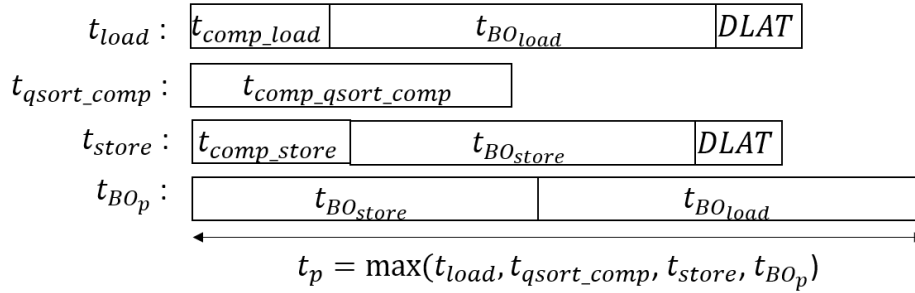 t_load : t_comp_load t_BO_load DLAT
t_qsort_comp : t_comp_qsort_comp
t_store : t_comp_store t_BO_store DLAT
t_BO_p : t_BO_store t_BO_load
t_p = max(t_load, t_qsort_comp, t_store, t_BO_p)